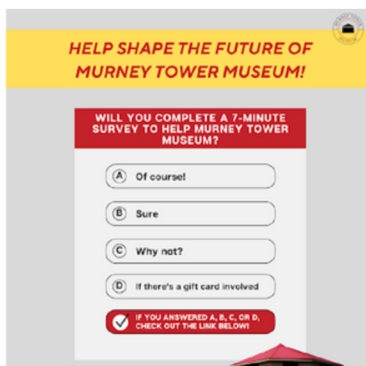 HELP SHAPE THE FUTURE OF
MURNEY TOWER MUSEUM!
WILL YOU COMPLETE A 7-MINUTE
SURVEY TO HELP MURNEY TOWER
MUSEUM?
A Of course!
B Sure
C Why not?
D If there's a gift card involved
IF YOU ANSWERED A, B, C, OR D,
CHECK OUT THE LINK BELOW!